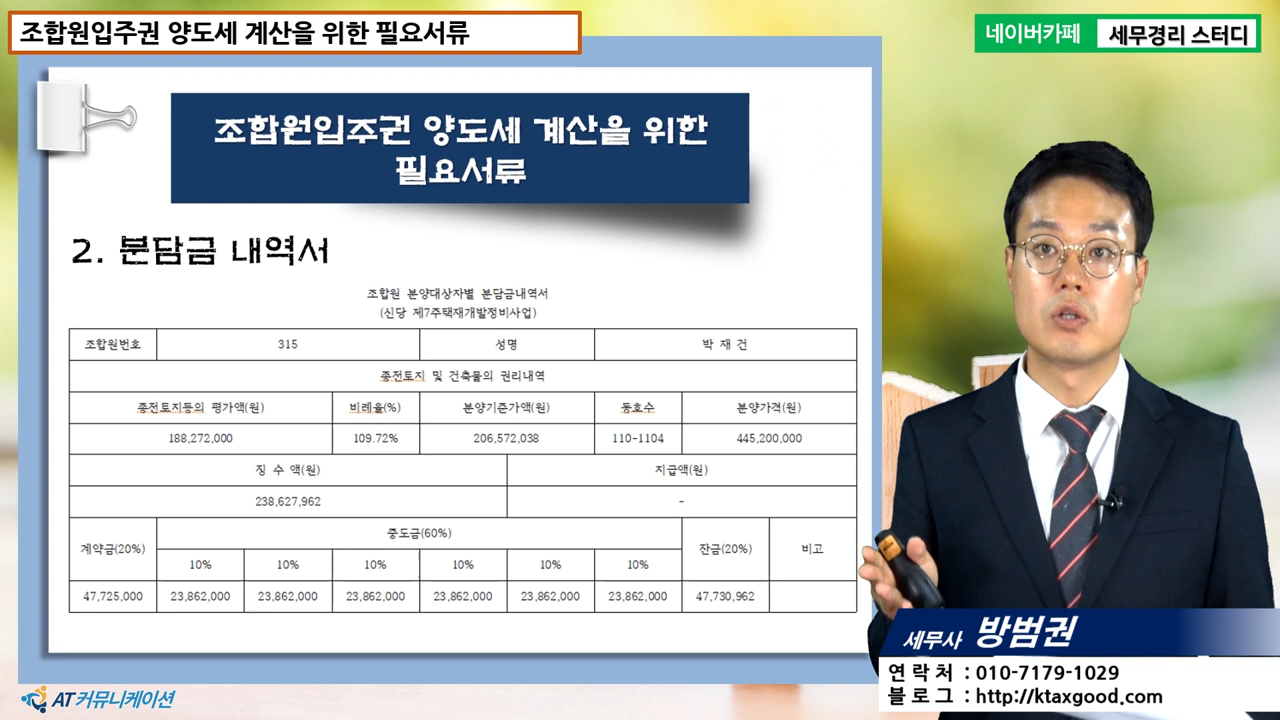 조합원입주권 양도세 계산을 위한 필요서류
네이버카페 세무경리 스터디
조합원입주권 양도세 계산을 위한
필요서류
2. 분담금 내역서
조합원 분양대상자별 분담금내역서
(신당 제7주택재개발정비사업)
조합원번호 315 성명 박 재 건
종전토지 및 건축물의 권리내역
종전토지등의 평가액(원) 비례율(%) 분양기준가액(원) 동호수 분양가격(원)
188,272,000 109.72% 206,572,038 110-1104 445,200,000
징 수 액(원) 지급액(원)
238,627,962 -
계약금(20%) 중도금(60%) 잔금(20%) 비고
10% 10% 10% 10% 10% 10%
47,725,000 23,862,000 23,862,000 23,862,000 23,862,000 23,862,000 23,862,000 47,730,962
세무사 방범권
연 락 처 : 010-7179-1029
블 로 그 : http://ktaxgood.com
AT커뮤니케이션